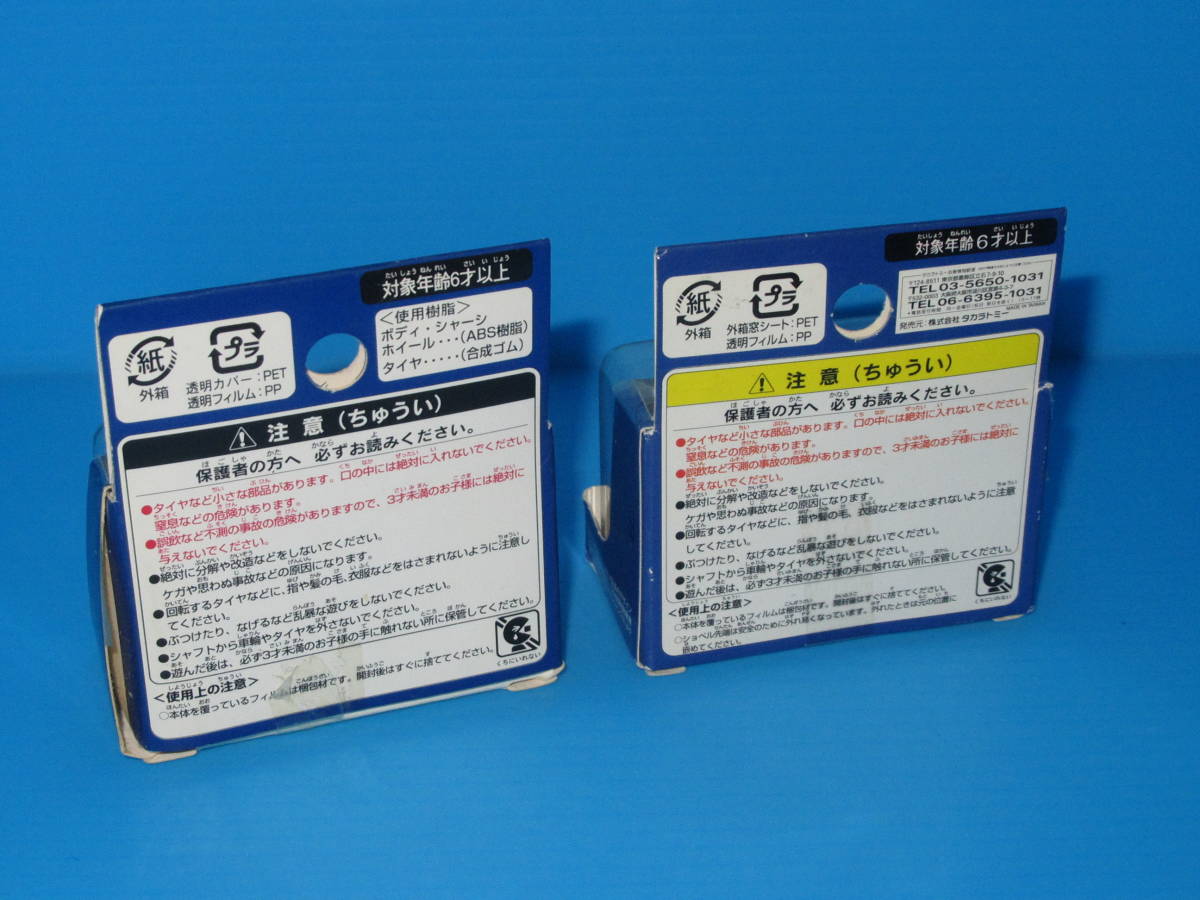 対象年齢6才以上
紙
外箱
プラ
透明カバー:PET
透明フィルム:PP
<使用樹脂>
ボディ・シャーシ
ホイール・・・(ABS樹脂)
タイヤ・・・・・(合成ゴム)
注意(ちゅうい)
保護者の方へ 必ずお読みください。
●タイヤなど小さな部品があります。口の中には絶対に入れないでください。
窒息などの危険があります。
●誤飲など不測の事故の危険がありますので、3才未満のお子様には絶対に
与えないでください。
●絶対に分解や改造などをしないでください。
ケガや思わぬ事故などの原因になります。
●回転するタイヤなどに、指や髪の毛、衣服などをはさまれないように注意し
てください。
●ぶつけたり、なげるなど乱暴な遊びをしないでください。
●シャフトから車輪やタイヤを外さないでください。
●遊んだ後は、必ず3才未満のお子様の手に触れない所に保管してください。
くちにいれない
<使用上の注意>
○本体を覆っているフィルムは梱包材です。開封後はすぐに捨ててください。
対象年齢6才以上
紙
外箱
プラ
外箱窓シート:PET
透明フィルム:PP
TEL 03-5650-1031
TEL 06-6395-1031
MADE IN TAIWAN
発売元:株式会社 タカラトミー
注意(ちゅうい)
保護者の方へ 必ずお読みください。
●タイヤなど小さな部品があります。口の中には絶対に入れないでください。
窒息などの危険があります。
●誤飲など不測の事故の危険がありますので、3才未満のお子様には絶対に
与えないでください。
●絶対に分解や改造などをしないでください。
ケガや思わぬ事故などの原因になります。
●回転するタイヤなどに、指や髪の毛、衣服などをはさまれないように注意
してください。
●ぶつけたり、なげるなど乱暴な遊びをしないでください。
●シャフトから車輪やタイヤを外さないでください。
●遊んだ後は、必ず3才未満のお子様の手に触れない所に保管してください。
くちにいれない
<使用上の注意>
○本体を覆っているフィルムは梱包材です。開封後はすぐに捨ててください。
○ショベル先端は安全のために外れ易くなっています。外れたときは元の位置に
嵌めてください。